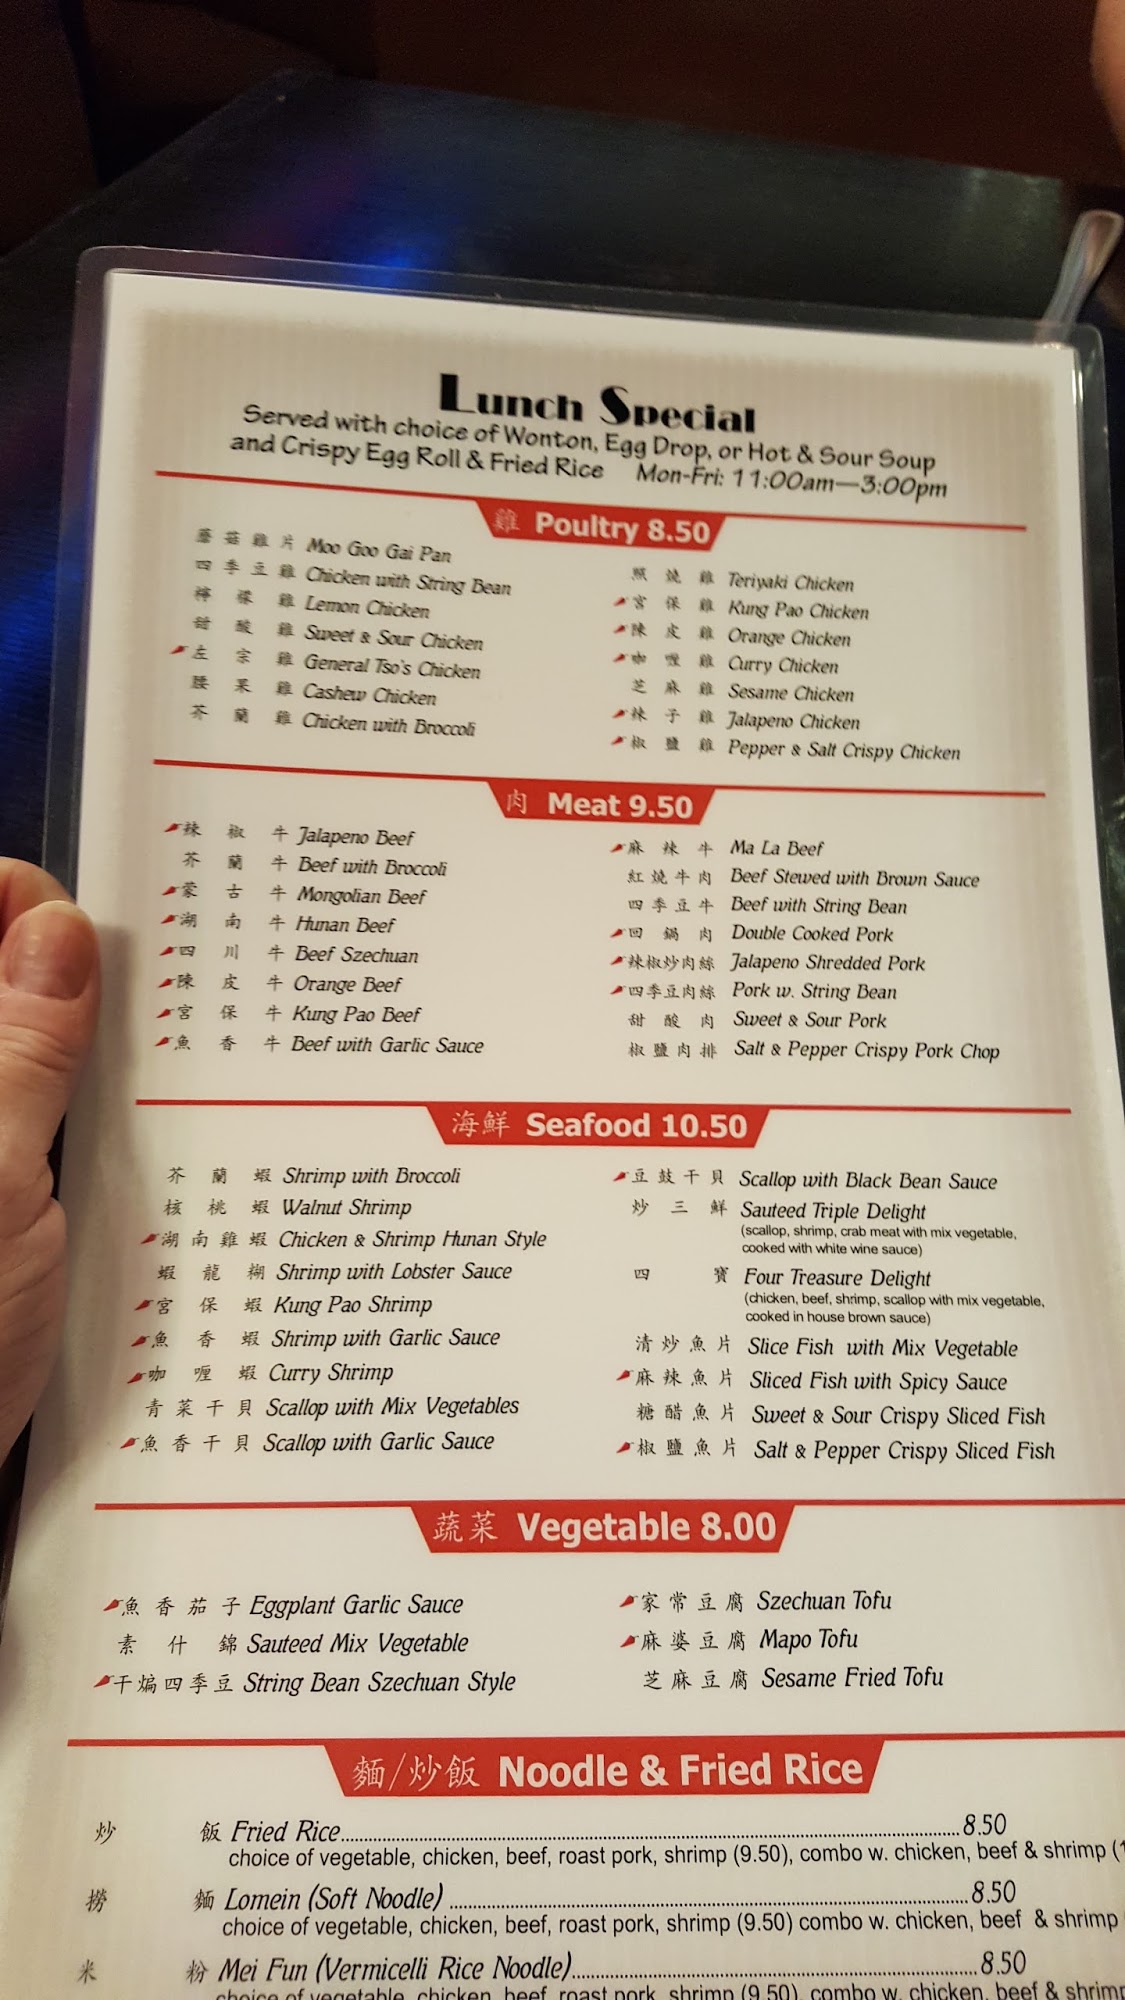 Lunch Special
Served with choice of Wonton, Egg Drop, or Hot & Sour Soup
and Crispy Egg Roll & Fried Rice Mon-Fri: 11:00am—3:00pm
雞 Poultry 8.50
蘑菇雞片 Moo Goo Gai Pan
四季豆雞 Chicken with String Bean
檸檬雞 Lemon Chicken
甜酸雞 Sweet & Sour Chicken
左宗雞 General Tso's Chicken
腰果雞 Cashew Chicken
芥蘭雞 Chicken with Broccoli
照燒雞 Teriyaki Chicken
宮保雞 Kung Pao Chicken
陳皮雞 Orange Chicken
咖喱雞 Curry Chicken
芝麻雞 Sesame Chicken
辣子雞 Jalapeno Chicken
椒鹽雞 Pepper & Salt Crispy Chicken
肉 Meat 9.50
辣椒牛 Jalapeno Beef
芥蘭牛 Beef with Broccoli
蒙古牛 Mongolian Beef
湖南牛 Hunan Beef
四川牛 Beef Szechuan
陳皮牛 Orange Beef
宮保牛 Kung Pao Beef
魚香牛 Beef with Garlic Sauce
麻辣牛 Ma La Beef
紅燒牛肉 Beef Stewed with Brown Sauce
四季豆牛 Beef with String Bean
回鍋肉 Double Cooked Pork
辣椒炒肉絲 Jalapeno Shredded Pork
四季豆肉絲 Pork w. String Bean
甜酸肉 Sweet & Sour Pork
椒鹽肉排 Salt & Pepper Crispy Pork Chop
海鮮 Seafood 10.50
芥蘭蝦 Shrimp with Broccoli
核桃蝦 Walnut Shrimp
湖南雞蝦 Chicken & Shrimp Hunan Style
蝦龍糊 Shrimp with Lobster Sauce
宮保蝦 Kung Pao Shrimp
魚香蝦 Shrimp with Garlic Sauce
咖喱蝦 Curry Shrimp
青菜干貝 Scallop with Mix Vegetables
魚香干貝 Scallop with Garlic Sauce
豆鼓干貝 Scallop with Black Bean Sauce
炒三鮮 Sauteed Triple Delight
(scallop, shrimp, crab meat with mix vegetable,
cooked with white wine sauce)
四寶 Four Treasure Delight
(chicken, beef, shrimp, scallop with mix vegetable,
cooked in house brown sauce)
清炒魚片 Slice Fish with Mix Vegetable
麻辣魚片 Sliced Fish with Spicy Sauce
糖醋魚片 Sweet & Sour Crispy Sliced Fish
椒鹽魚片 Salt & Pepper Crispy Sliced Fish
蔬菜 Vegetable 8.00
魚香茄子 Eggplant Garlic Sauce
素什錦 Sauteed Mix Vegetable
干煸四季豆 String Bean Szechuan Style
家常豆腐 Szechuan Tofu
麻婆豆腐 Mapo Tofu
芝麻豆腐 Sesame Fried Tofu
麵/炒飯 Noodle & Fried Rice
炒飯 Fried Rice 8.50
choice of vegetable, chicken, beef, roast pork, shrimp (9.50), combo w. chicken, beef & shrimp
撈麵 Lomein (Soft Noodle) 8.50
choice of vegetable, chicken, beef, roast pork, shrimp (9.50) combo w. chicken, beef & shrimp
米粉 Mei Fun (Vermicelli Rice Noodle) 8.50
choice of vegetable, chicken, beef, roast pork, shrimp (9.50), combo w. chicken, beef & shrimp